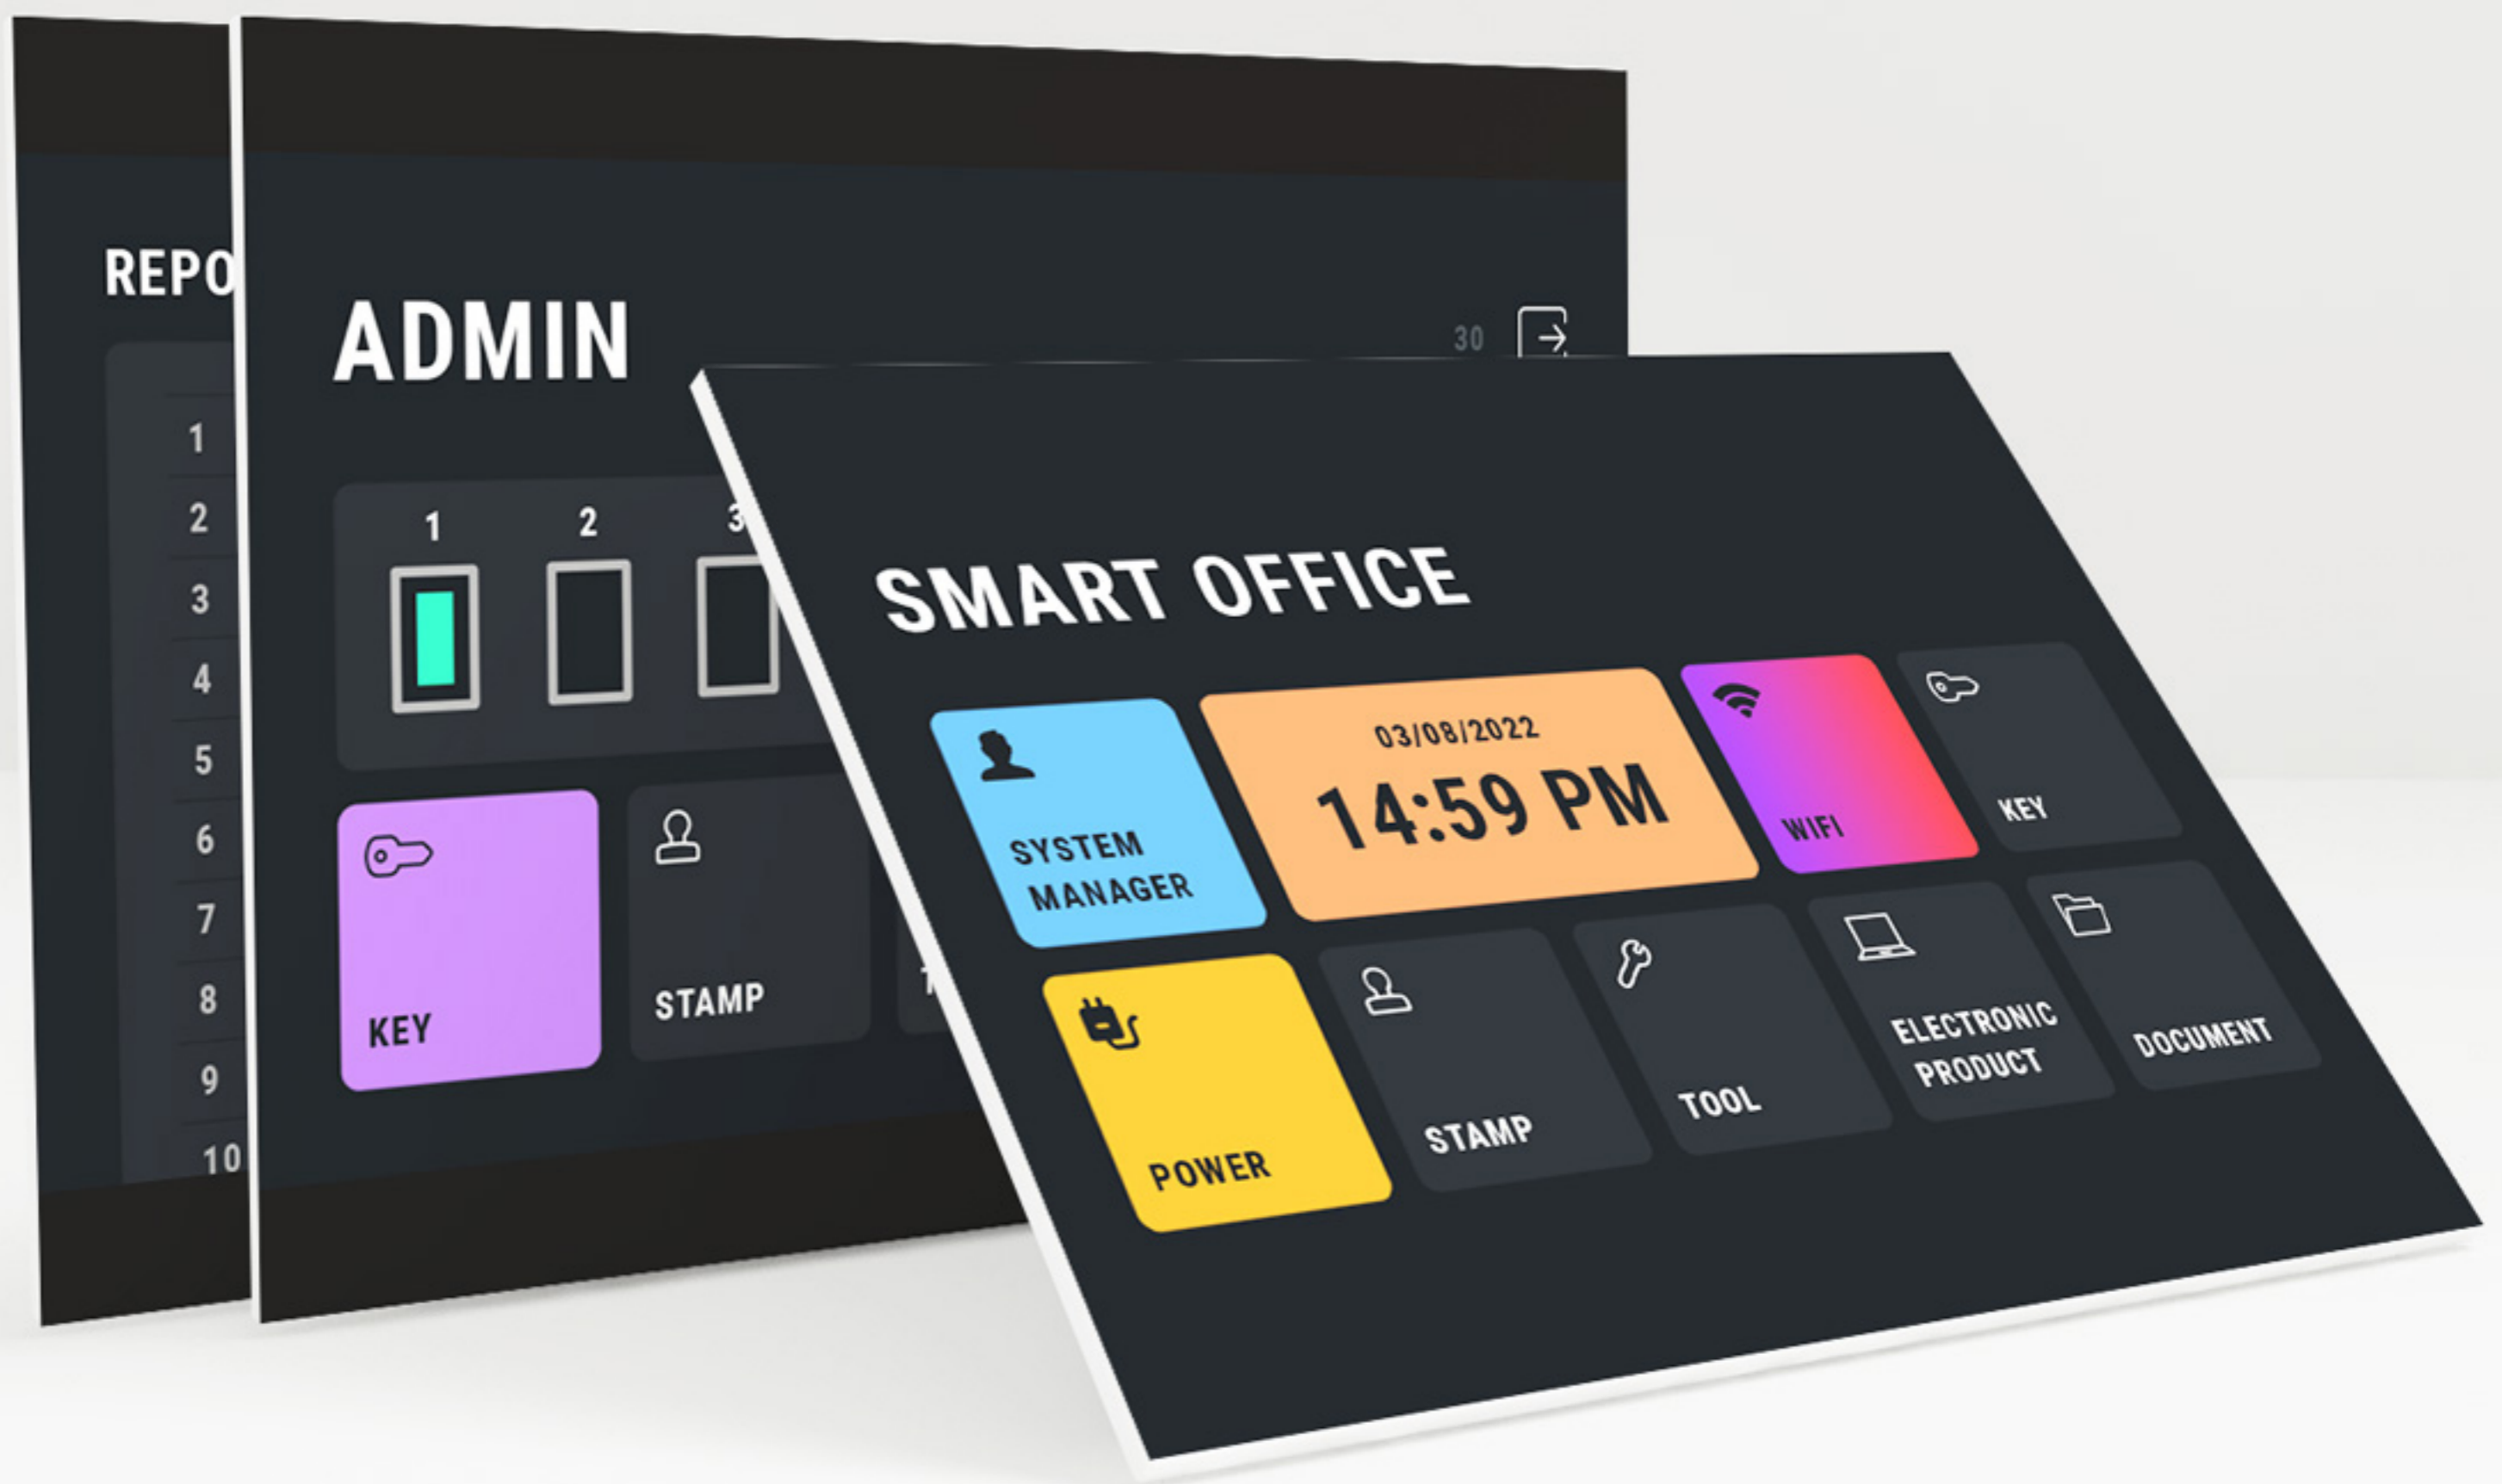 REPO
1
2
3
4
5
6
7
8
9
10
ADMIN
30
1
2
3
KEY
STAMP
SMART OFFICE
SYSTEM
MANAGER
03/08/2022
14:59 PM
WIFI
KEY
POWER
STAMP
TOOL
ELECTRONIC
PRODUCT
DOCUMENT